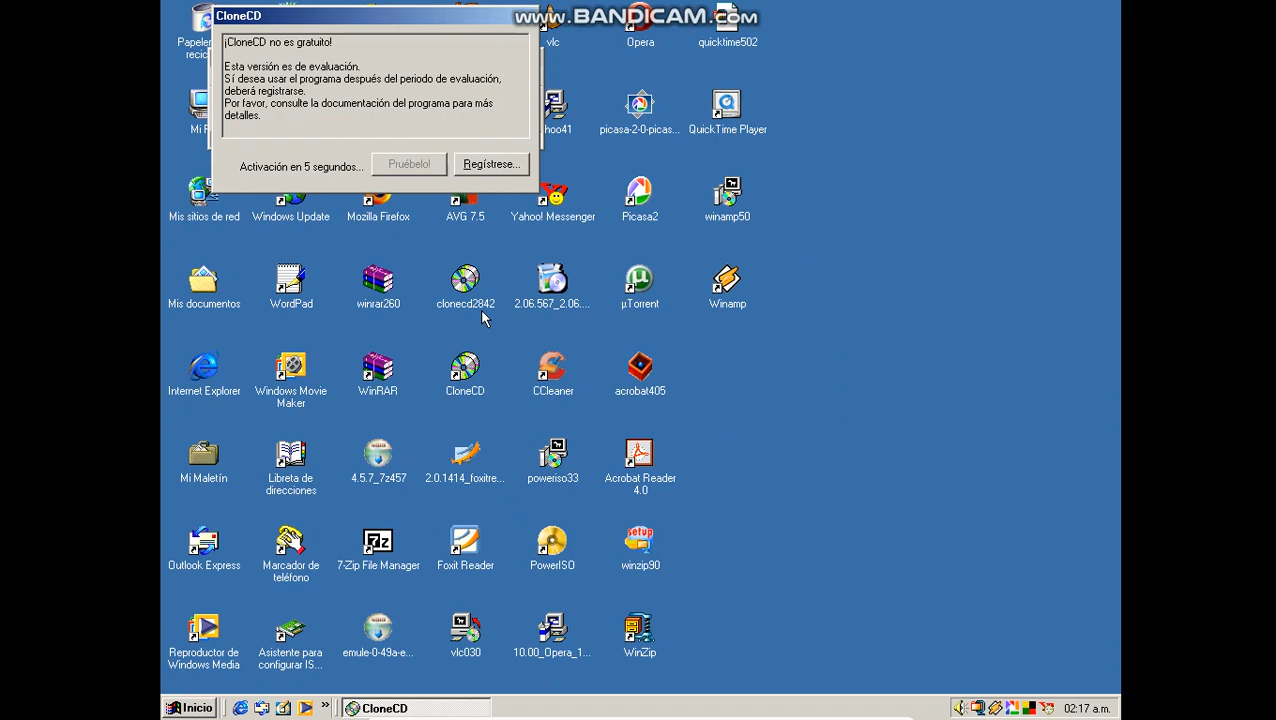 CloneCD
www.BANDICAM.com
¡CloneCD no es gratuito!
Esta versión es de evaluación.
Sí desea usar el programa después del periodo de evaluación,
deberá registrarse.
Por favor, consulte la documentación del programa para más
detalles.
Activación en 5 segundos...
Pruébelo!
Regístrese...
Papelera
vlc
Opera
quicktime502
picasa-2-0-picas...
QuickTime Player
Mis sitios de red
Windows Update
Mozilla Firefox
AVG 7.5
Yahoo! Messenger
Picasa2
winamp50
Mis documentos
WordPad
winrar260
clonecd2842
2.06.567_2.06....
µTorrent
Winamp
Internet Explorer
Windows Movie
Maker
WinRAR
CloneCD
CCleaner
acrobat405
Mi Maletín
Libreta de
direcciones
4.5.7_7z457
2.0.1414_foxitre...
poweriso33
Acrobat Reader
4.0
Outlook Express
Marcador de
teléfono
7-Zip File Manager
Foxit Reader
PowerISO
winzip90
Reproductor de
Windows Media
Asistente para
configurar IS...
emule-0-49a-e...
vlc030
10.00_Opera_1...
WinZip
Inicio
CloneCD
02:17 a.m.